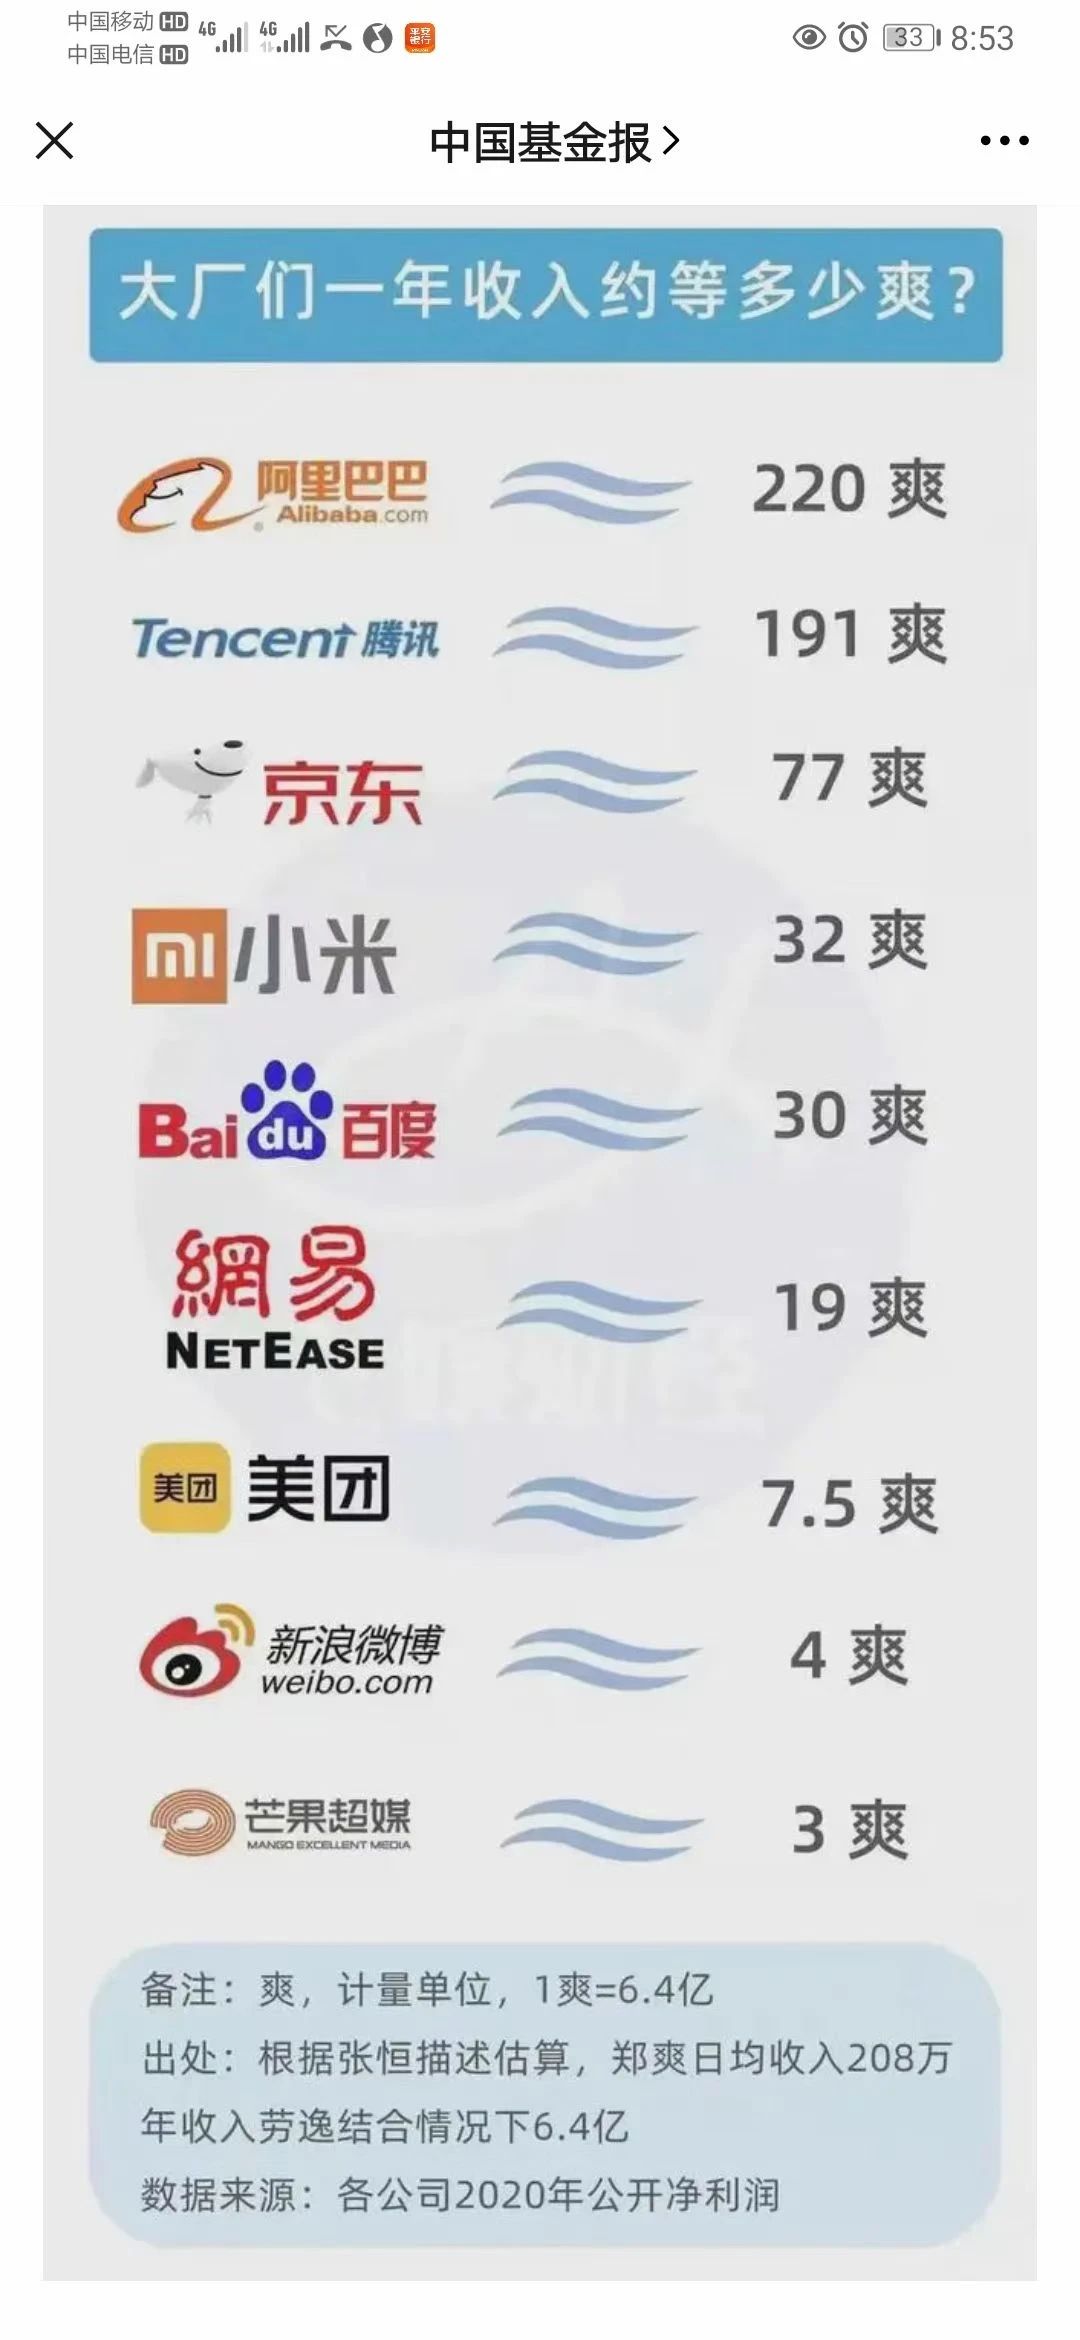 中国移动 HD 4G 4G 平安银行 33 8:53
中国电信 HD
中国基金报
大厂们一年收入约等多少爽?
阿里巴巴
Alibaba.com
220 爽
Tencent 腾讯
191 爽
京东
77 爽
mi 小米
32 爽
Bai du 百度
30 爽
網易
NETEASE
19 爽
美团 美团
7.5 爽
新浪微博
weibo.com
4 爽
芒果超媒
MANGO EXCELLENT MEDIA
3 爽
备注：爽，计量单位，1爽=6.4亿
出处：根据张恒描述估算，郑爽日均收入208万
年收入劳逸结合情况下6.4亿
数据来源：各公司2020年公开净利润